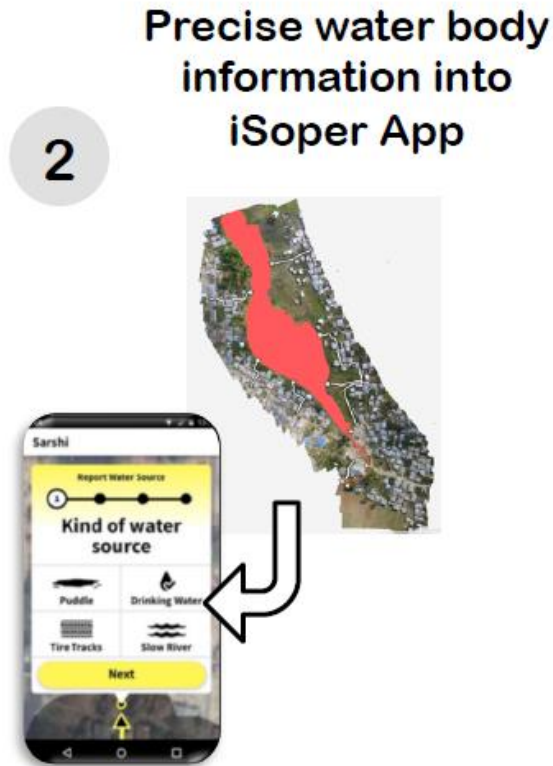 Precise water body
information into
iSoper App
2
Sarshi
Report Water Source
1
Kind of water
source
Puddle
Drinking Water
Tire Tracks
Slow River
Next